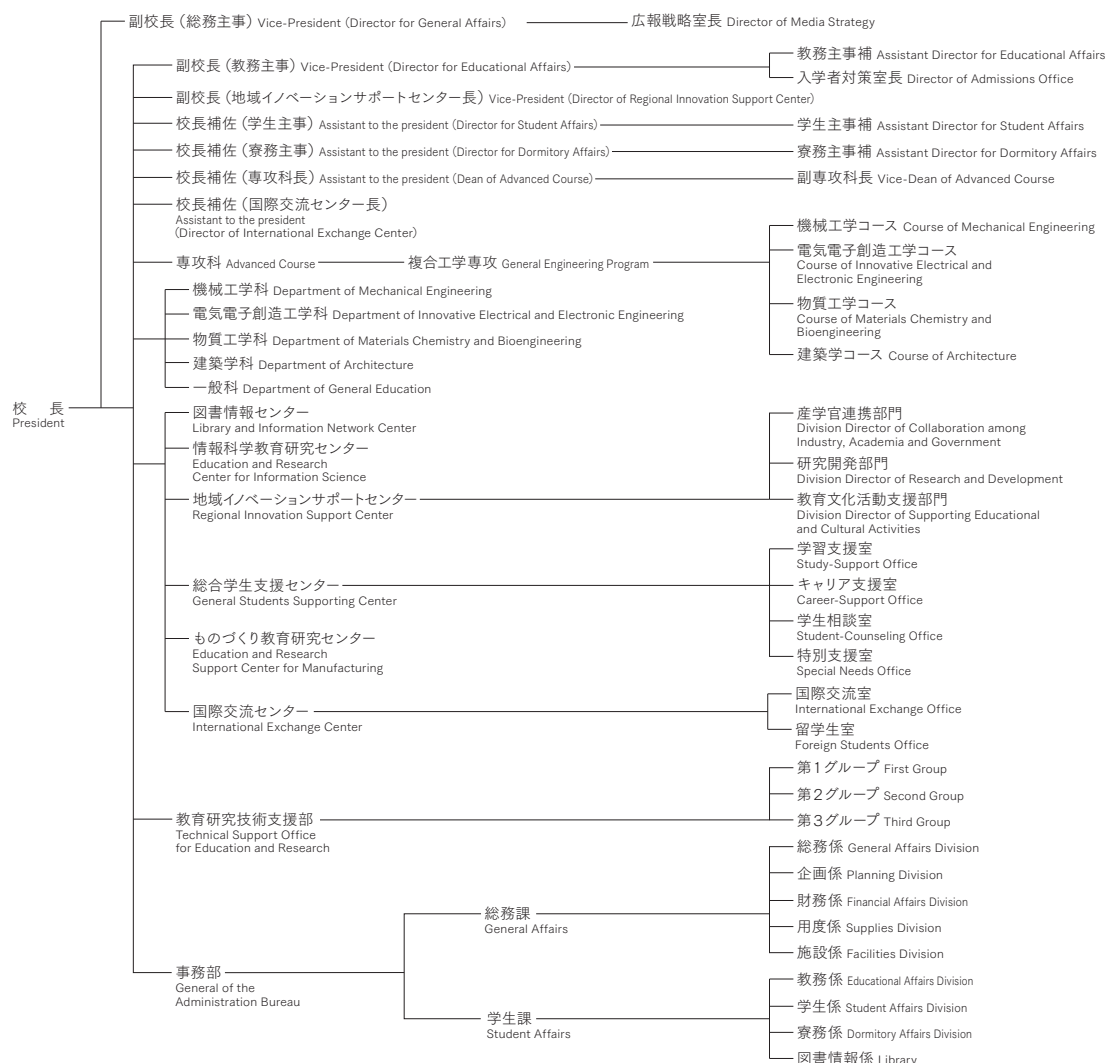 副校長（総務主事）Vice-President (Director for General Affairs)
広報戦略室長 Director of Media Strategy
副校長（教務主事）Vice-President (Director for Educational Affairs)
教務主事補 Assistant Director for Educational Affairs
入学者対策室長 Director of Admissions Office
副校長（地域イノベーションサポートセンター長）Vice-President (Director of Regional Innovation Support Center)
校長補佐（学生主事）Assistant to the president (Director for Student Affairs)
学生主事補 Assistant Director for Student Affairs
校長補佐（寮務主事）Assistant to the president (Director for Dormitory Affairs)
寮務主事補 Assistant Director for Dormitory Affairs
校長補佐（専攻科長）Assistant to the president (Dean of Advanced Course)
副専攻科長 Vice-Dean of Advanced Course
校長補佐（国際交流センター長）
Assistant to the president
(Director of International Exchange Center)
専攻科 Advanced Course
複合工学専攻 General Engineering Program
機械工学コース Course of Mechanical Engineering
電気電子創造工学コース
Course of Innovative Electrical and
Electronic Engineering
物質工学コース
Course of Materials Chemistry and
Bioengineering
建築学コース Course of Architecture
機械工学科 Department of Mechanical Engineering
電気電子創造工学科 Department of Innovative Electrical and Electronic Engineering
物質工学科 Department of Materials Chemistry and Bioengineering
建築学科 Department of Architecture
一般科 Department of General Education
校　長
President
図書情報センター
Library and Information Network Center
情報科学教育研究センター
Education and Research
Center for Information Science
地域イノベーションサポートセンター
Regional Innovation Support Center
産学官連携部門
Division Director of Collaboration among
Industry, Academia and Government
研究開発部門
Division Director of Research and Development
教育文化活動支援部門
Division Director of Supporting Educational
and Cultural Activities
総合学生支援センター
General Students Supporting Center
学習支援室
Study-Support Office
キャリア支援室
Career-Support Office
学生相談室
Student-Counseling Office
特別支援室
Special Needs Office
ものづくり教育研究センター
Education and Research
Support Center for Manufacturing
国際交流センター
International Exchange Center
国際交流室
International Exchange Office
留学生室
Foreign Students Office
教育研究技術支援部
Technical Support Office
for Education and Research
第1グループ First Group
第2グループ Second Group
第3グループ Third Group
事務部
General of the
Administration Bureau
総務課
General Affairs
総務係 General Affairs Division
企画係 Planning Division
財務係 Financial Affairs Division
用度係 Supplies Division
施設係 Facilities Division
学生課
Student Affairs
教務係 Educational Affairs Division
学生係 Student Affairs Division
寮務係 Dormitory Affairs Division
図書情報係 Library